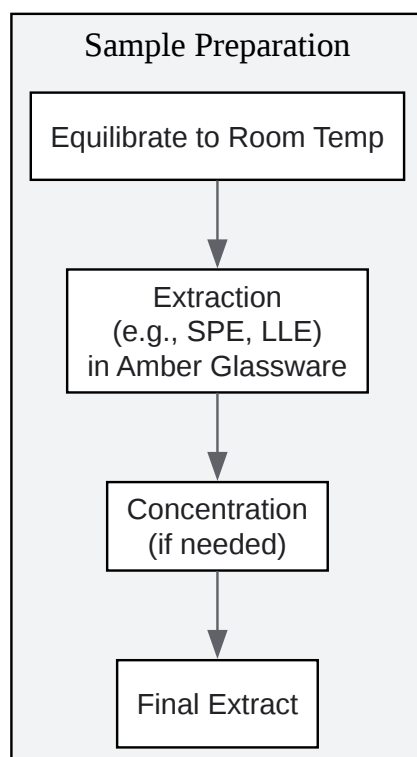 Sample Preparation
Equilibrate to Room Temp
Extraction
(e.g., SPE, LLE)
in Amber Glassware
Concentration
(if needed)
Final Extract